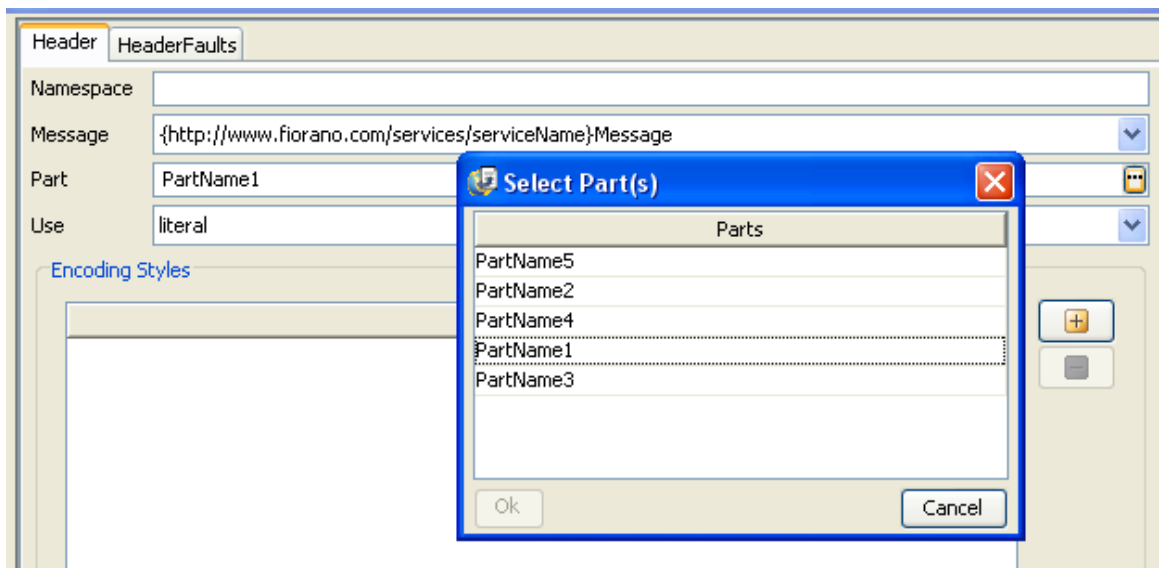 Header HeaderFaults
Namespace
Message {http://www.fiorano.com/services/serviceName}Message
Part PartName1
Use literal
Encoding Styles
Select Part(s)
Parts
PartName5
PartName2
PartName4
PartName1
PartName3
Ok Cancel